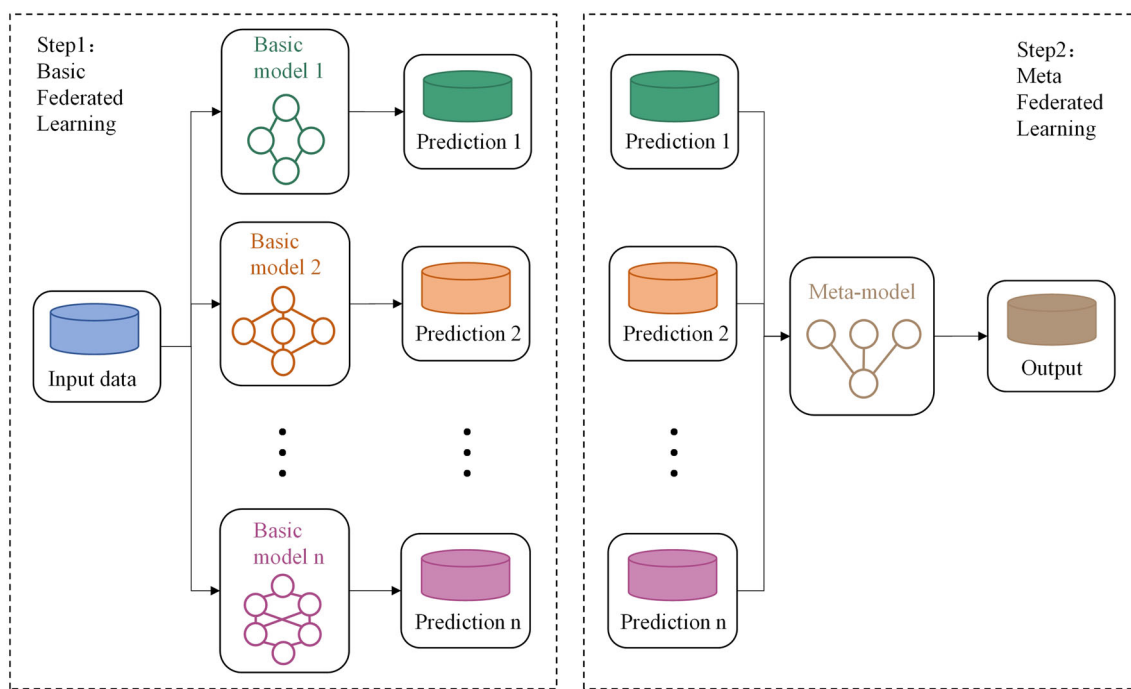 Step1：
Basic
Federated
Learning
Basic
model 1
Prediction 1
Basic
model 2
Prediction 2
Input data
Basic
model n
Prediction n
Step2：
Meta
Federated
Learning
Prediction 1
Prediction 2
Prediction n
Meta-model
Output